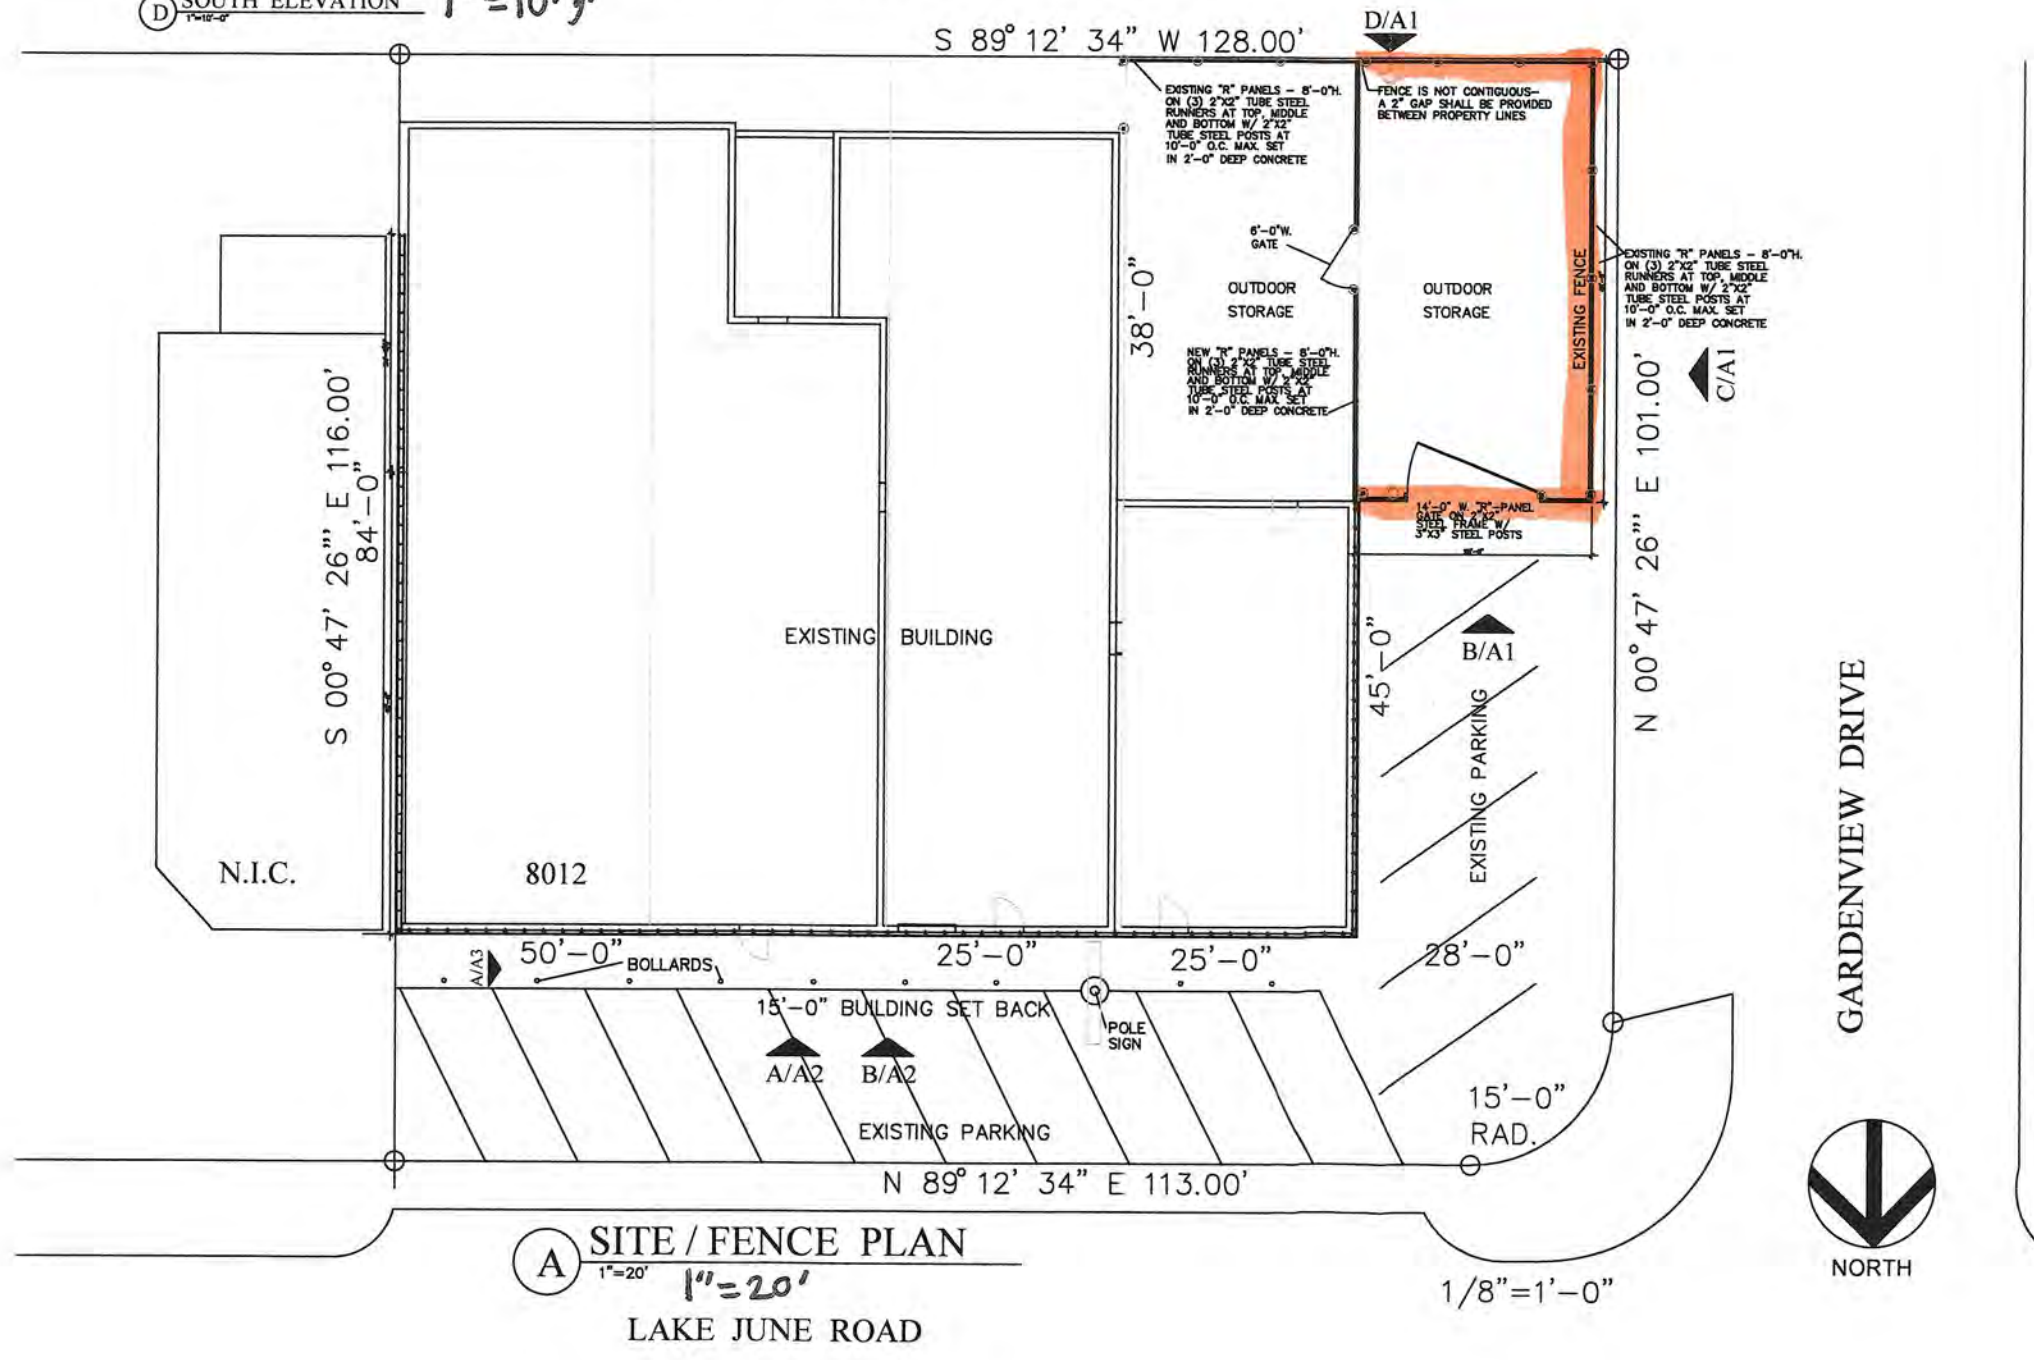 D SOUTH ELEVATION
1"=10'-0"
S 89° 12' 34" W 128.00'
D/A1
EXISTING "R" PANELS - 8'-0"H.
ON (3) 2"X2" TUBE STEEL
RUNNERS AT TOP, MIDDLE
AND BOTTOM W/ 2"X2"
TUBE STEEL POSTS AT
10'-0" O.C. MAX. SET
IN 2'-0" DEEP CONCRETE
FENCE IS NOT CONTIGUOUS-
A 2" GAP SHALL BE PROVIDED
BETWEEN PROPERTY LINES
6'-0"W.
GATE
OUTDOOR
STORAGE
OUTDOOR
STORAGE
EXISTING FENCE
EXISTING "R" PANELS - 8'-0"H.
ON (3) 2"X2" TUBE STEEL
RUNNERS AT TOP, MIDDLE
AND BOTTOM W/ 2"X2"
TUBE STEEL POSTS AT
10'-0" O.C. MAX. SET
IN 2'-0" DEEP CONCRETE
38'-0"
NEW "R" PANELS - 8'-0"H.
ON (3) 2"X2" TUBE STEEL
RUNNERS AT TOP, MIDDLE
AND BOTTOM W/ 2"X2"
TUBE STEEL POSTS AT
10'-0" O.C. MAX. SET
IN 2'-0" DEEP CONCRETE
C/A1
S 00° 47' 26"' E 116.00'
84'-0"
N 00° 47' 26"' E 101.00'
14'-0" W. "R"-PANEL
GATE ON 2"X2"
STEEL FRAME W/
3"X3" STEEL POSTS
EXISTING BUILDING
45'-0"
B/A1
EXISTING PARKING
GARDENVIEW DRIVE
N.I.C.
8012
A/A3
50'-0"
BOLLARDS
25'-0"
25'-0"
28'-0"
15'-0" BUILDING SET BACK
POLE
SIGN
A/A2
B/A2
15'-0"
RAD.
EXISTING PARKING
N 89° 12' 34" E 113.00'
A SITE / FENCE PLAN
1"=20'
1"=20'
LAKE JUNE ROAD
1/8"=1'-0"
NORTH